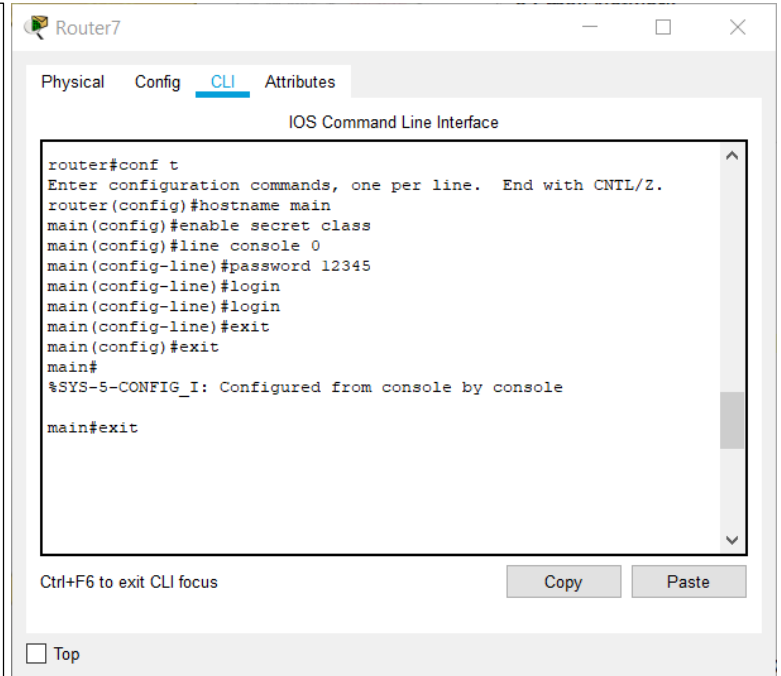 Router7
Physical Config CLI Attributes
IOS Command Line Interface
router#conf t
Enter configuration commands, one per line.  End with CNTL/Z.
router(config)#hostname main
main(config)#enable secret class
main(config)#line console 0
main(config-line)#password 12345
main(config-line)#login
main(config-line)#login
main(config-line)#exit
main(config)#exit
main#
%SYS-5-CONFIG_I: Configured from console by console
main#exit
Ctrl+F6 to exit CLI focus
Copy Paste
Top